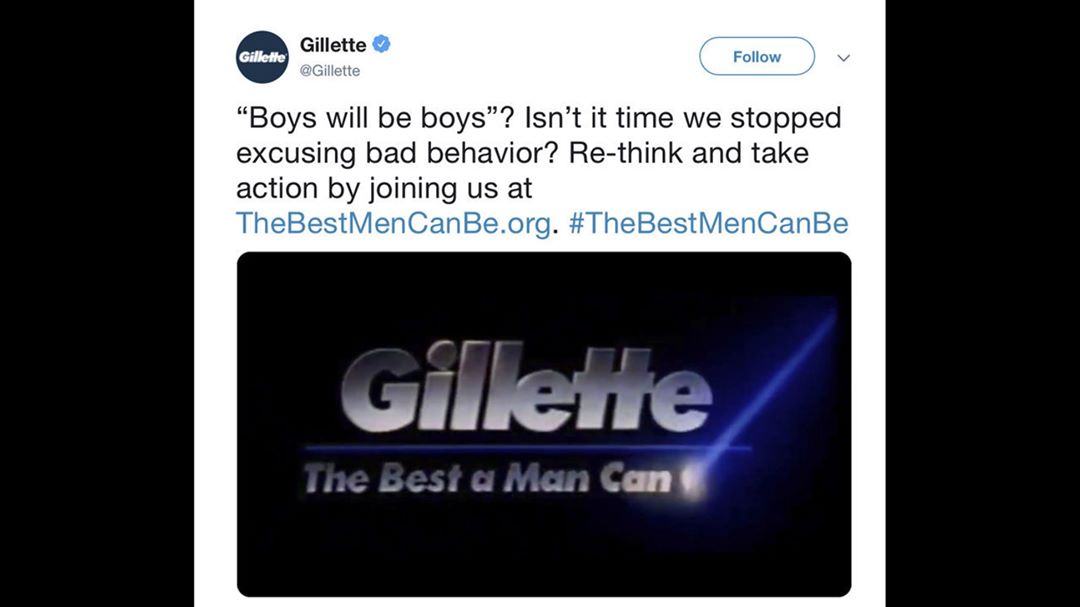 Gillette
Gillette
@Gillette
Follow
“Boys will be boys”? Isn’t it time we stopped
excusing bad behavior? Re-think and take
action by joining us at
TheBestMenCanBe.org. #TheBestMenCanBe
Gillette
The Best a Man Can